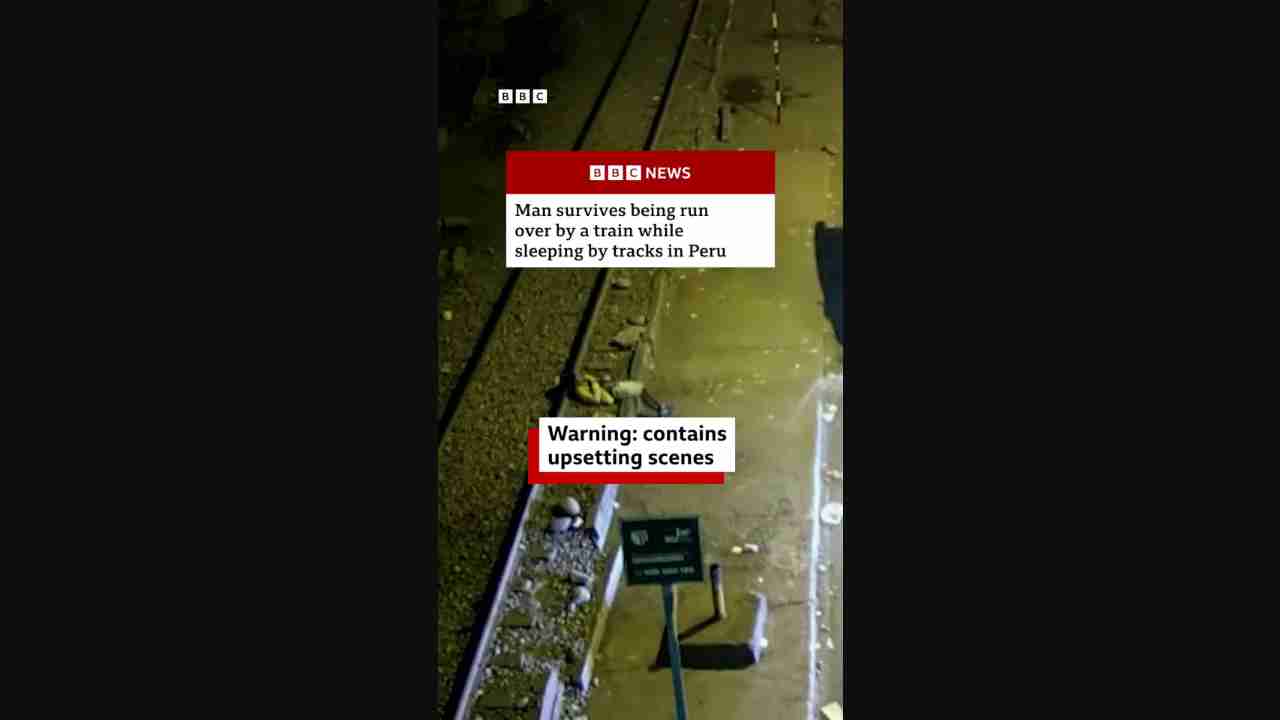 BBC
BBC NEWS
Man survives being run
over by a train while
sleeping by tracks in Peru
Warning: contains
upsetting scenes